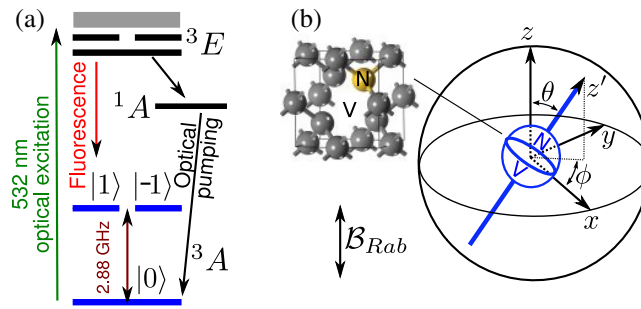 (a)
³E
¹A
532 nm
optical excitation
Fluorescence
Optical
pumping
|1⟩ |-1⟩
2.88 GHz
|0⟩
³A
(b)
N
V
ℬ_Rab
z
θ
z'
N
V
y
ϕ
x